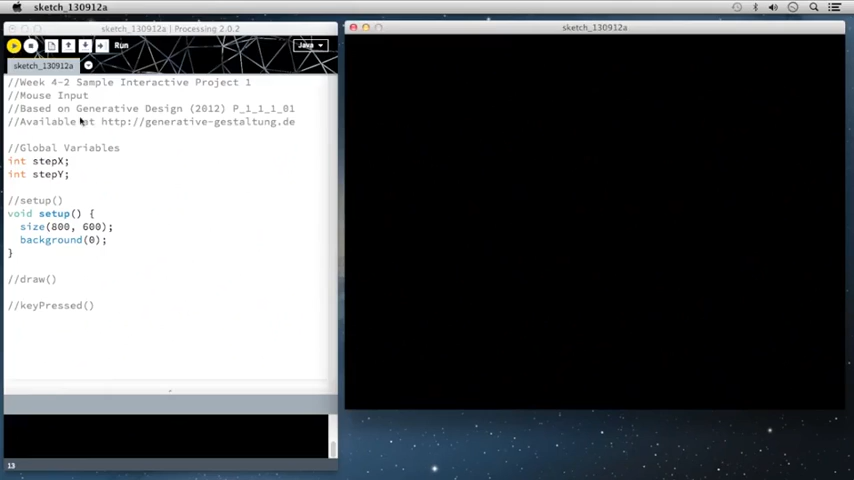 sketch_130912a
sketch_130912a | Processing 2.0.2
Run
Java
sketch_130912a
//Week 4-2 Sample Interactive Project 1
//Mouse Input
//Based on Generative Design (2012) P_1_1_1_01
//Available at http://generative-gestaltung.de
//Global Variables
int stepX;
int stepY;
//setup()
void setup() {
size(800, 600);
background(0);
}
//draw()
//keyPressed()
13
sketch_130912a